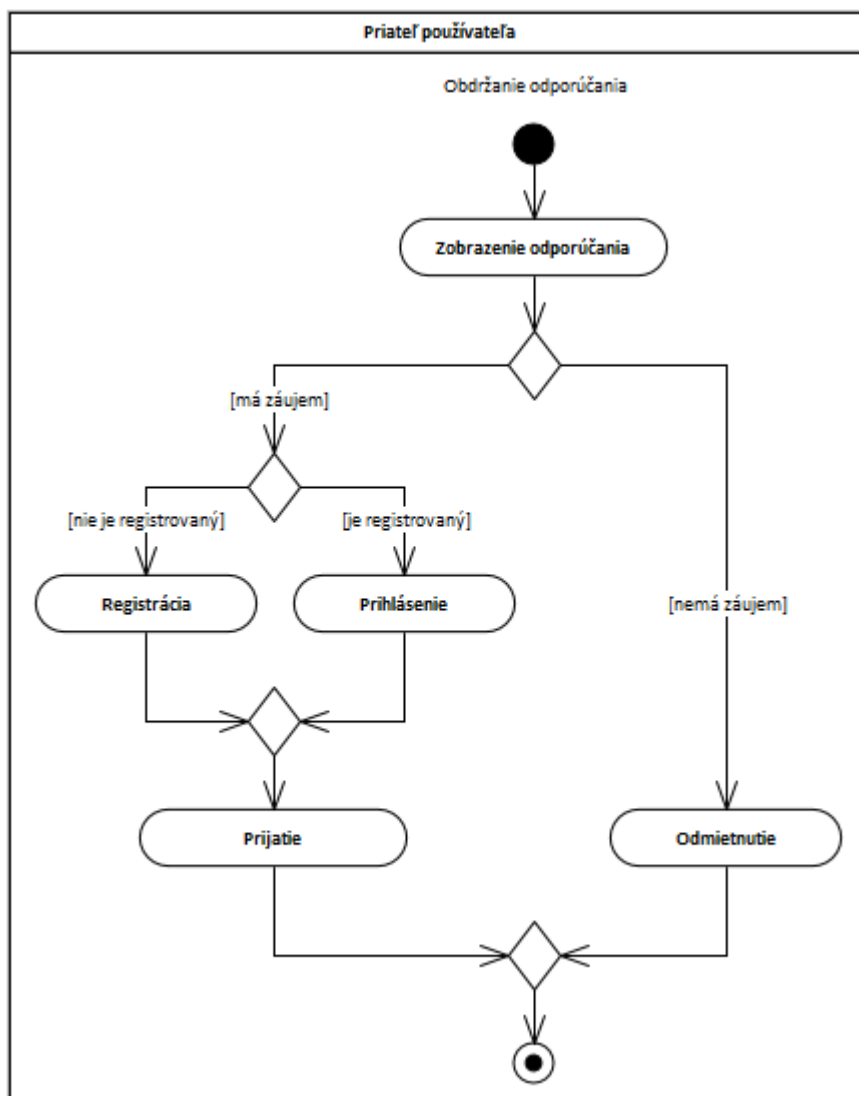 Priateľ používateľa
Obdržanie odporúčania
Zobrazenie odporúčania
[má záujem]
[nie je registrovaný]
[je registrovaný]
Registrácia
Prihlásenie
[nemá záujem]
Prijatie
Odmietnutie